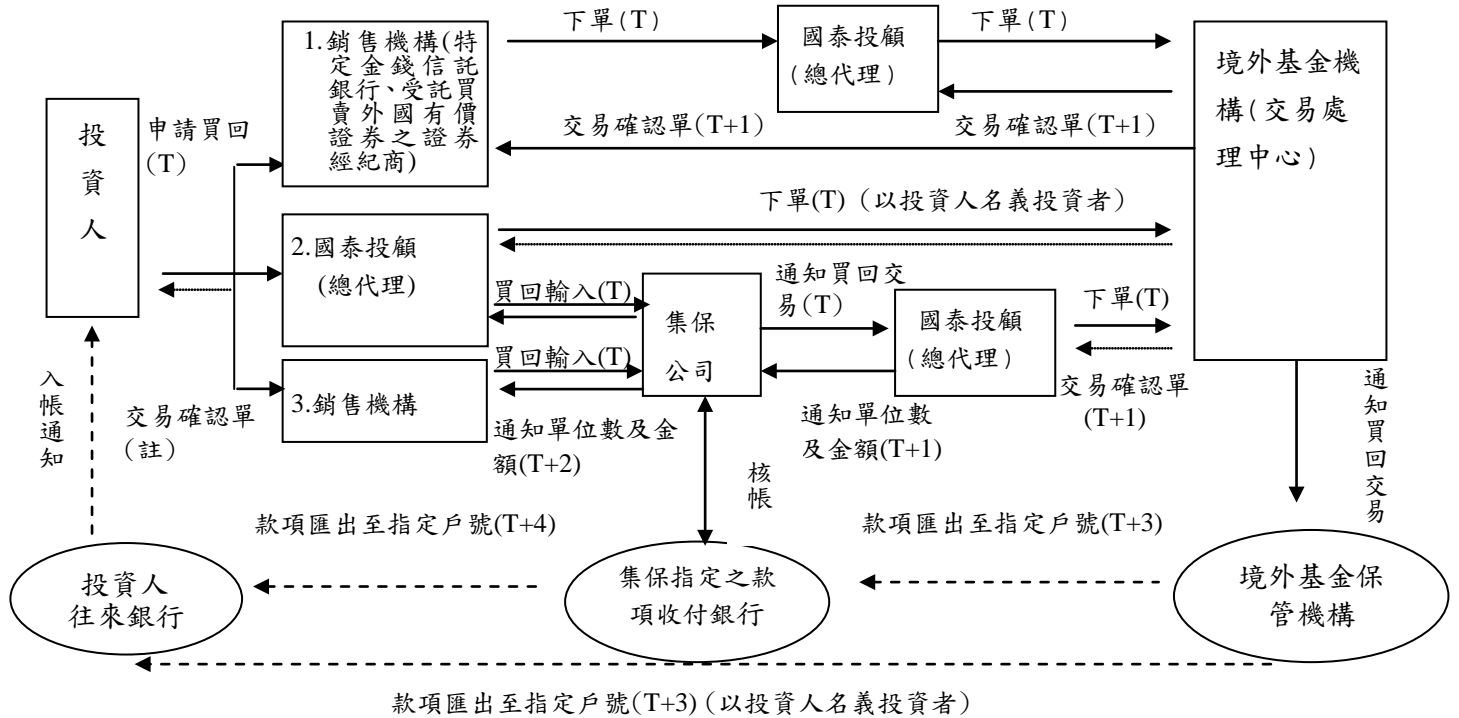 1.銷售機構(特
定金錢信託
銀行、受託買
賣外國有價
證券之證券
經紀商)
下單(T)
國泰投顧
(總代理)
下單(T)
境外基金機
構(交易處
理中心)
交易確認單(T+1)
交易確認單(T+1)
投
資
人
申請買回
(T)
下單(T)（以投資人名義投資者）
2.國泰投顧
(總代理)
買回輸入(T)
買回輸入(T)
集保
公司
通知買回交
易(T)
國泰投顧
(總代理)
下單(T)
交易確認單
(T+1)
3.銷售機構
通知單位數及金
額(T+2)
通知單位數
及金額(T+1)
入
帳
通
知
交易確認單
（註）
核
帳
通
知
買
回
交
易
款項匯出至指定戶號(T+4)
款項匯出至指定戶號(T+3)
投資人
往來銀行
集保指定之款
項收付銀行
境外基金保
管機構
款項匯出至指定戶號(T+3)(以投資人名義投資者)